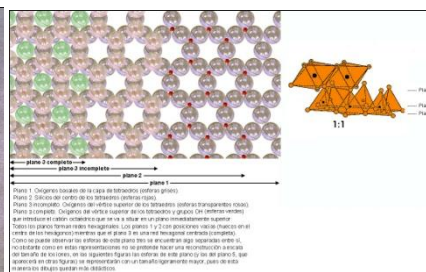 plano 3 completo
plano 3 incompleto
plano 2
plano 1
Plano 1. Oxígenos basales de la capa de tetraedros (esferas grises).
Plano 2. Silicios del centro de los tetraedros (esferas rojas).
Plano 3 incompleto. Oxígenos del vértice superior de los tetraedros (esferas transparentes rosas).
Plano 3 completo. Oxígenos del vértice superior de los tetraedros y grupos OH (esferas verdes)
que introduce el catión octaédrico que se va a situar en un plano inmediatamente superior.
Todos los planos forman redes hexagonales. Los planos 1 y 2 con posiciones vacías (huecos en el
centro de los hexágonos) mientras que el plano 3 es una red hexagonal centrada (completa).
Como se puede observar las esferas de este plano tres se encuentran algo separadas entre sí,
no obstante como en estas representaciones no se pretende hacer una reconstrucción a escala
del tamaño de los iones, en las siguientes figuras las esferas de este plano (y las del plano 5, que
aparecerá en otras figuras) se representarán con un tamaño ligeramente mayor, pues de esta
manera los dibujos quedan más didácticos.
1:1